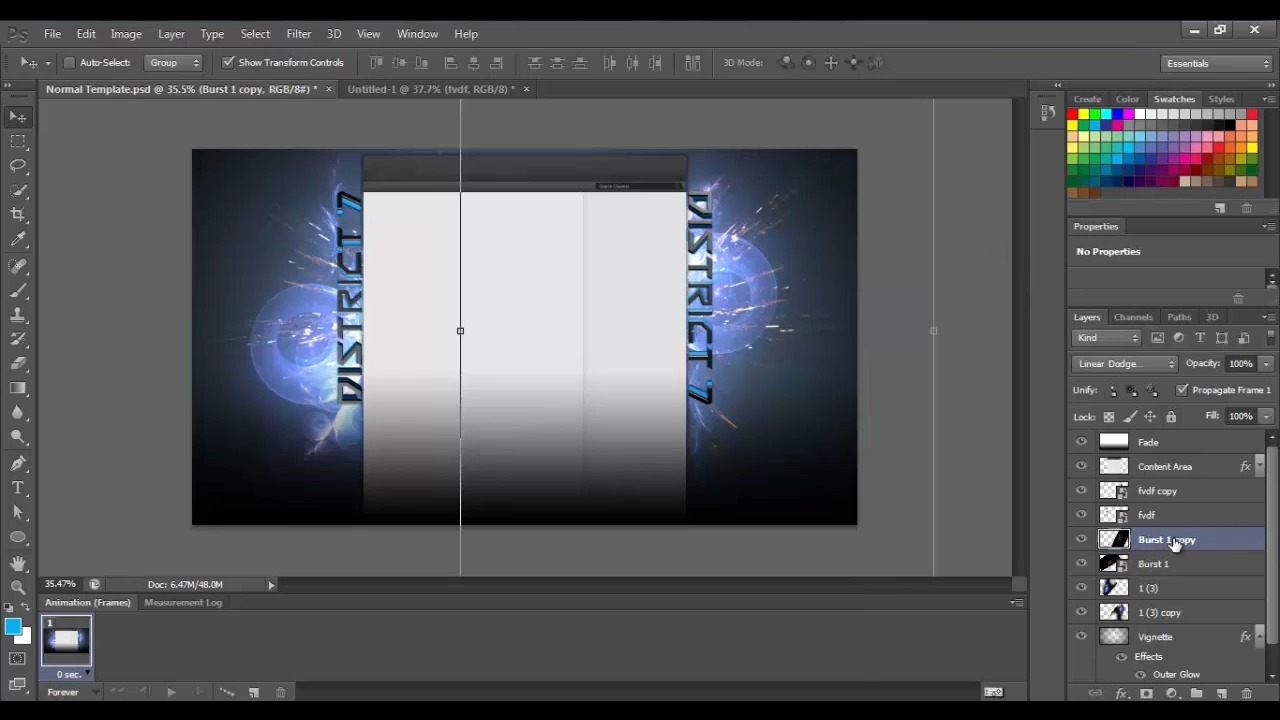 Ps File Edit Image Layer Type Select Filter 3D View Window Help
Auto-Select: Group Show Transform Controls 3D Mode: Essentials
Normal Template.psd @ 35.5% (Burst 1 copy, RGB/8#) * × Untitled-1 @ 37.7% (fvdf, RGB/8) * ×
Create Color Swatches Styles
Search Channel
DISTRICT 7
DISTRICT 7
Properties
No Properties
Layers Channels Paths 3D
Kind
Linear Dodge... Opacity: 100%
Unify: Propagate Frame 1
Lock: Fill: 100%
Fade
Content Area fx
fvdf copy
fvdf
Burst 1 copy
Burst 1
1 (3)
1 (3) copy
Vignette fx
Effects
Outer Glow
35.47% Doc: 6.47M/48.0M
Animation (Frames) Measurement Log
1
0 sec.
Forever